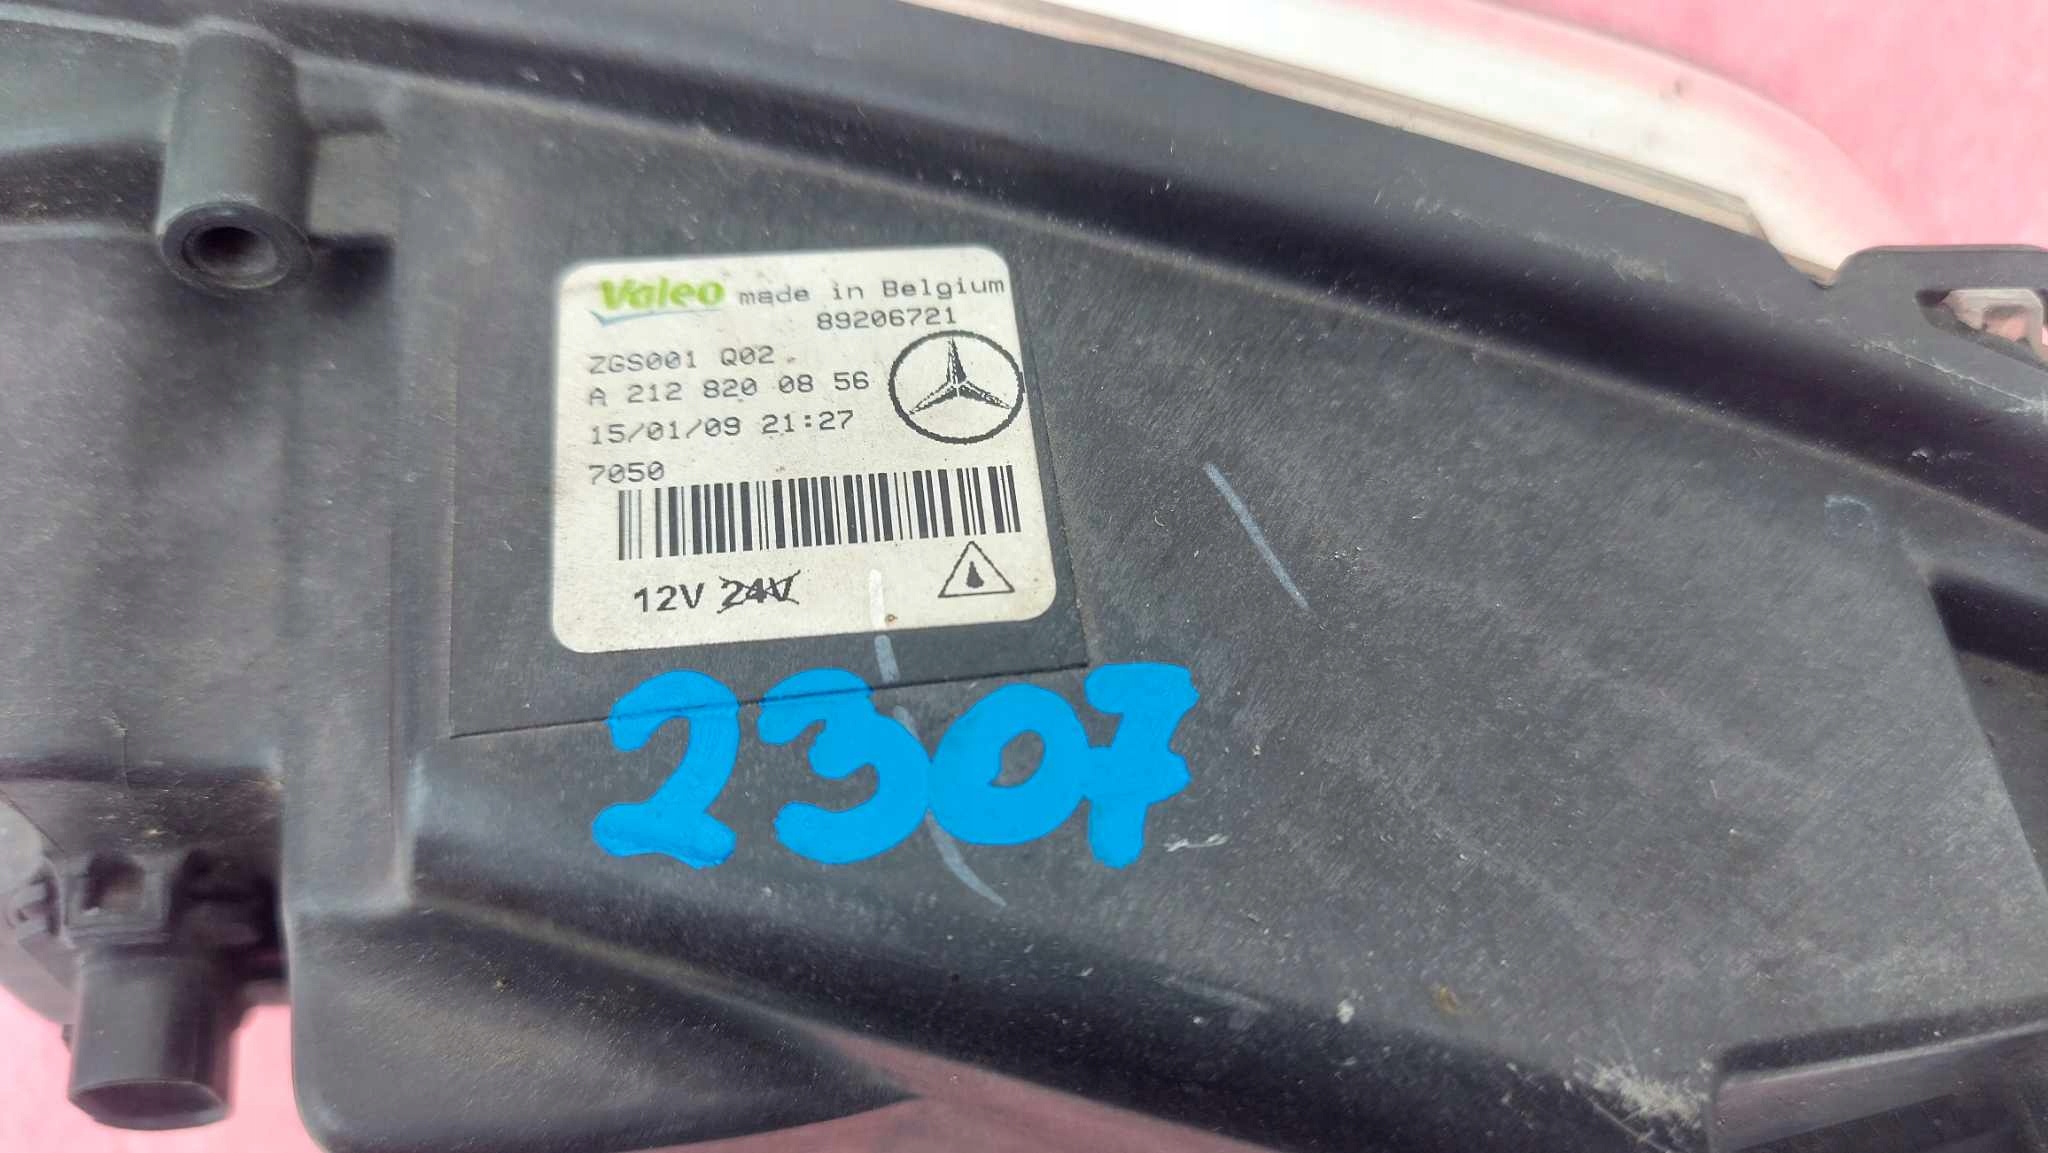 Valeo made in Belgium
89206721
ZGS001 Q02
A 212 820 08 56
15/01/09 21:27
7050
12V 24V
2307